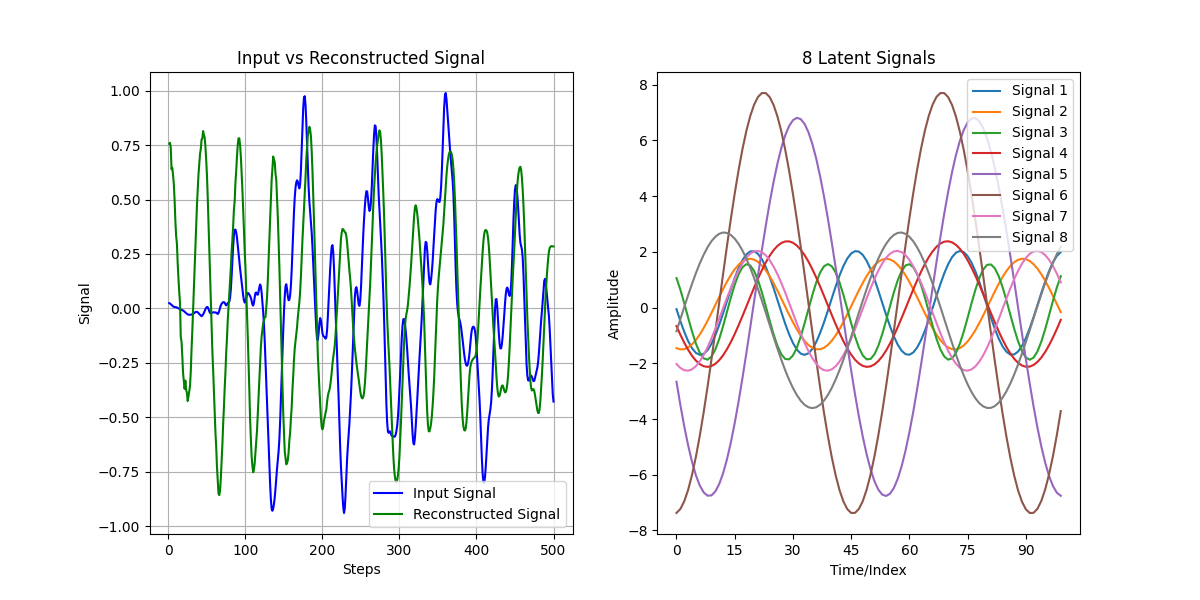 Input vs Reconstructed Signal
Signal
1.00
0.75
0.50
0.25
0.00
−0.25
−0.50
−0.75
−1.00
0 100 200 300 400 500
Steps
Input Signal
Reconstructed Signal
8 Latent Signals
Amplitude
8
6
4
2
0
−2
−4
−6
−8
0 15 30 45 60 75 90
Time/Index
Signal 1
Signal 2
Signal 3
Signal 4
Signal 5
Signal 6
Signal 7
Signal 8